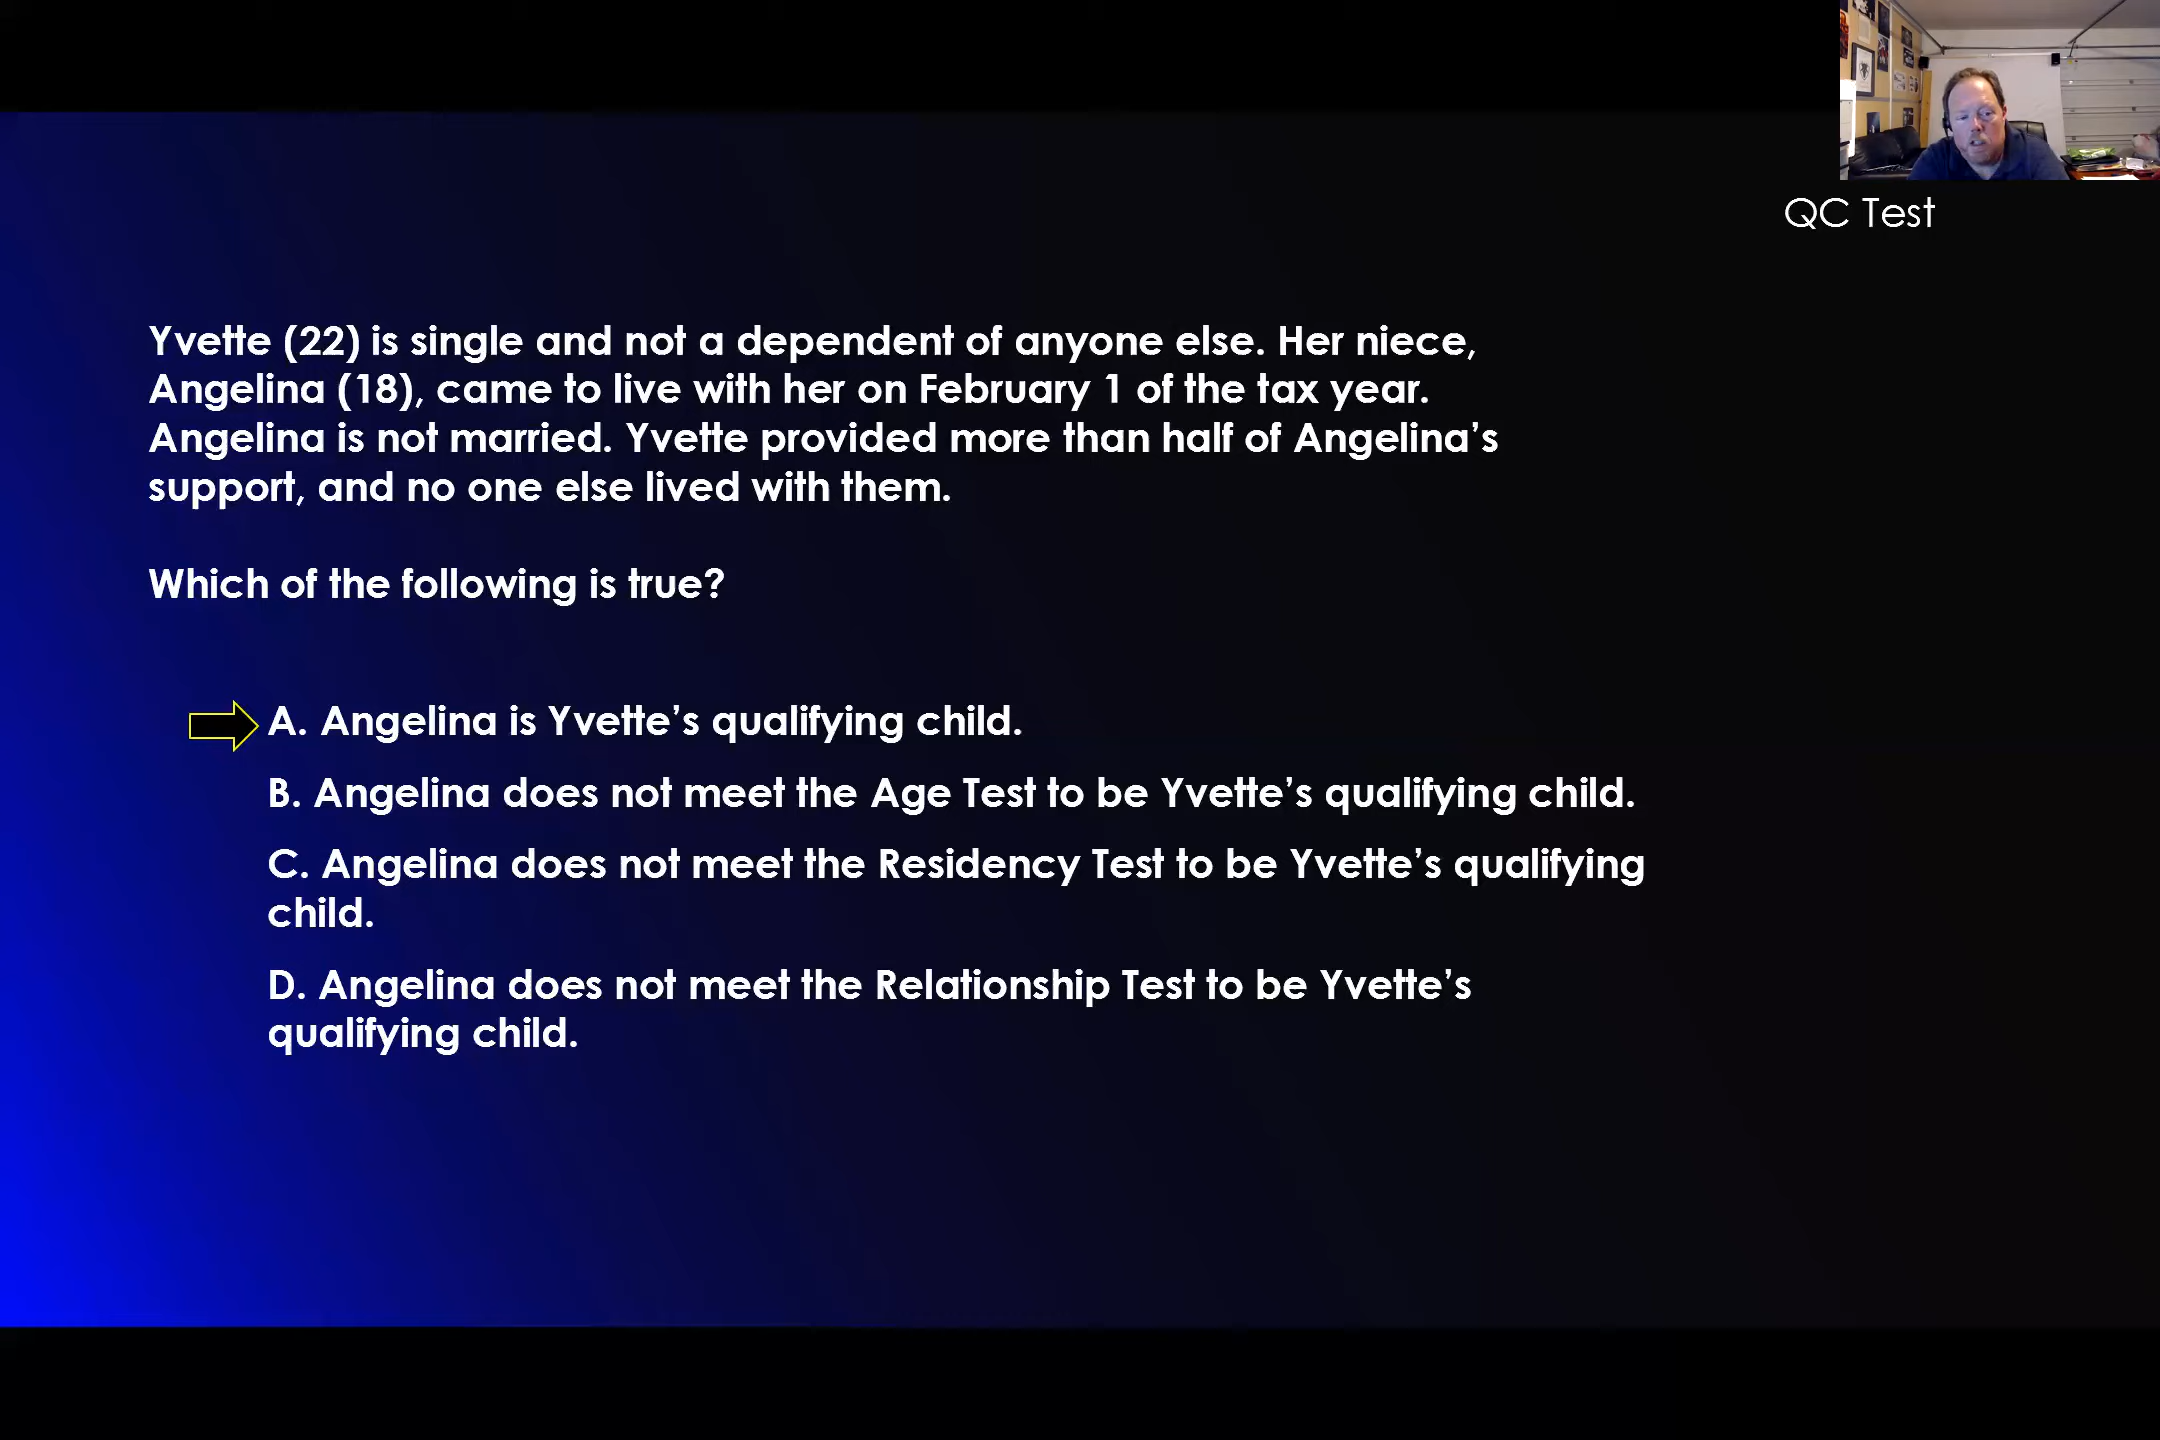 QC Test
Yvette (22) is single and not a dependent of anyone else. Her niece,
Angelina (18), came to live with her on February 1 of the tax year.
Angelina is not married. Yvette provided more than half of Angelina’s
support, and no one else lived with them.
Which of the following is true?
A. Angelina is Yvette’s qualifying child.
B. Angelina does not meet the Age Test to be Yvette’s qualifying child.
C. Angelina does not meet the Residency Test to be Yvette’s qualifying
child.
D. Angelina does not meet the Relationship Test to be Yvette’s
qualifying child.